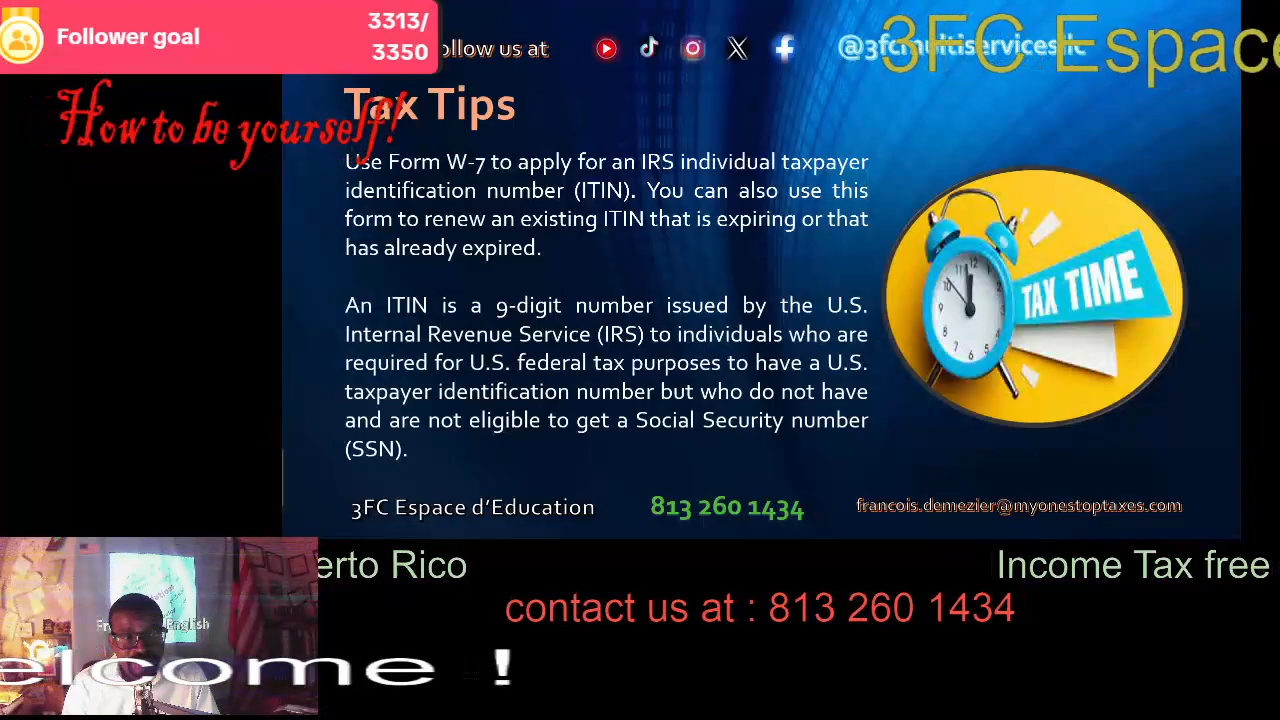 Follower goal
3313/
3350
ollow us at
@3fcmultiservicesllc
3FC Espace
How to be yourself!
Tax Tips
Use Form W-7 to apply for an IRS individual taxpayer
identification number (ITIN). You can also use this
form to renew an existing ITIN that is expiring or that
has already expired.
An ITIN is a 9-digit number issued by the U.S.
Internal Revenue Service (IRS) to individuals who are
required for U.S. federal tax purposes to have a U.S.
taxpayer identification number but who do not have
and are not eligible to get a Social Security number
(SSN).
TAX TIME
3FC Espace d'Education
813 260 1434
francois.demezier@myonestoptaxes.com
erto Rico
Income Tax free
contact us at : 813 260 1434
English
elcome !